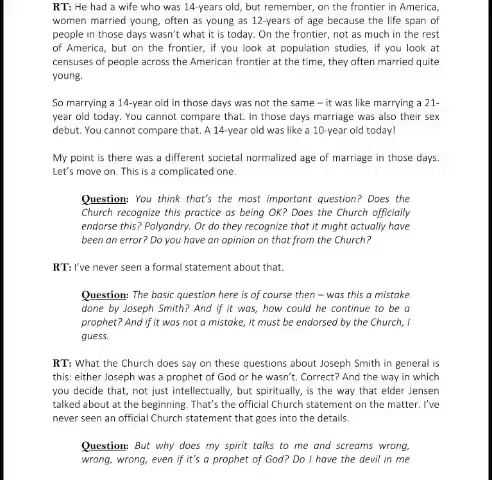 RT: He had a wife who was 14-years old, but remember, on the frontier in America,
women married young, often as young as 12-years of age because the life span of
people in those days wasn't what it is today. On the frontier, not as much in the rest
of America, but on the frontier, if you look at population studies, if you look at
censuses of people across the American frontier at the time, they often married quite
young.
So marrying a 14-year old in those days was not the same – it was like marrying a 21-
year old today. You cannot compare that. In those days marriage was also their sex
debut. You cannot compare that. A 14-year old was like a 10-year old today!
My point is there was a different societal normalized age of marriage in those days.
Let's move on. This is a complicated one.
Question: You think that's the most important question? Does the
Church recognize this practice as being OK? Does the Church officially
endorse this? Polyandry. Or do they recognize that it might actually have
been an error? Do you have an opinion on that from the Church?
RT: I've never seen a formal statement about that.
Question: The basic question here is of course then – was this a mistake
done by Joseph Smith? And if it was, how could he continue to be a
prophet? And if it was not a mistake, it must be endorsed by the Church, I
guess.
RT: What the Church does say on these questions about Joseph Smith in general is
this: either Joseph was a prophet of God or he wasn't. Correct? And the way in which
you decide that, not just intellectually, but spiritually, is the way that elder Jensen
talked about at the beginning. That's the official Church statement on the matter. I've
never seen an official Church statement that goes into the details.
Question: But why does my spirit talks to me and screams wrong,
wrong, wrong, even if it's a prophet of God? Do I have the devil in me